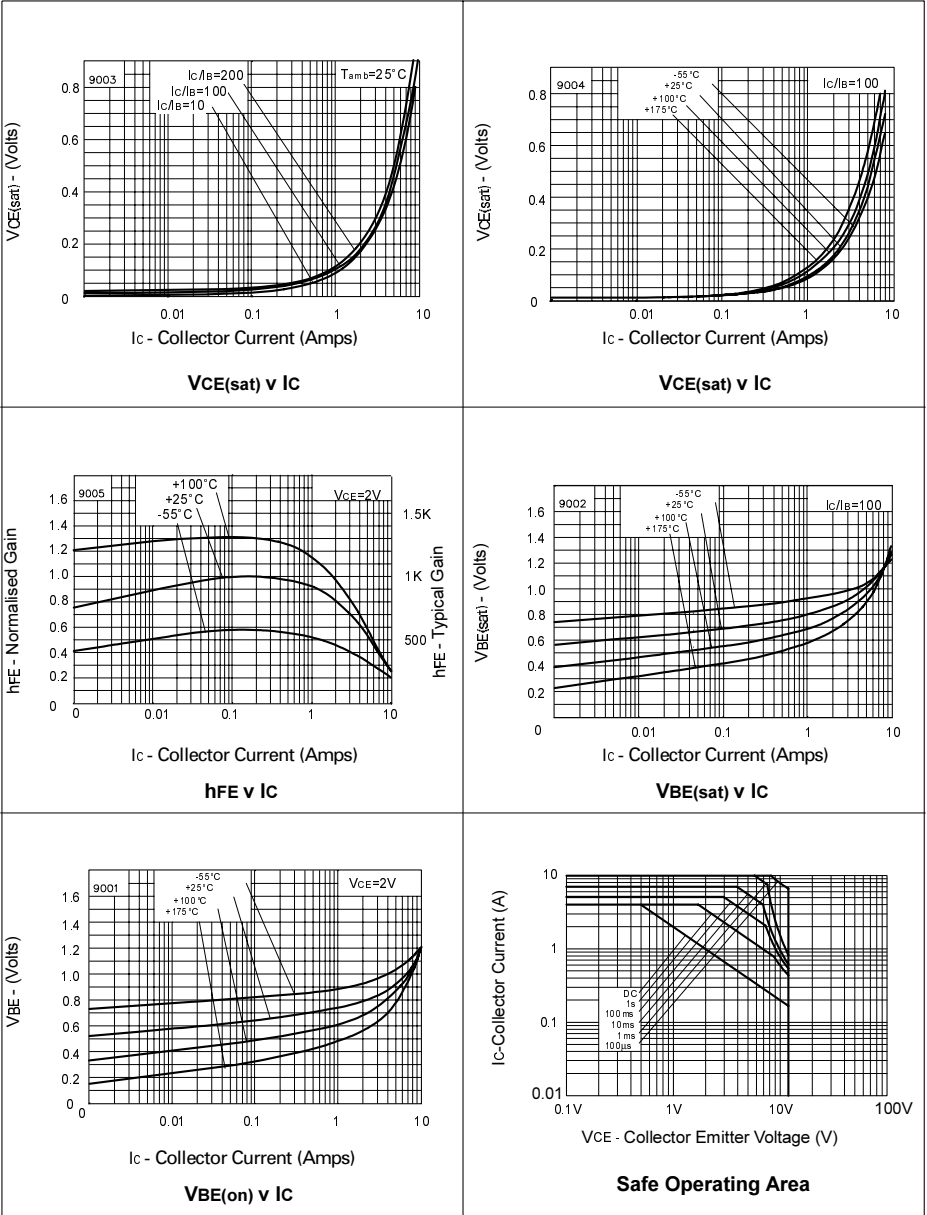 9003
IC/IB=200
IC/IB=100
IC/IB=10
Tamb=25°C
0.8
0.6
0.4
0.2
0
VCE(sat) - (Volts)
0.01
0.1
1
10
IC - Collector Current (Amps)
VCE(sat) v IC
9004
-55°C
+25°C
+100°C
+175°C
IC/IB=100
0.8
0.6
0.4
0.2
0
VCE(sat) - (Volts)
0.01
0.1
1
10
IC - Collector Current (Amps)
VCE(sat) v IC
9005
+100°C
+25°C
-55°C
VCE=2V
1.6
1.4
1.2
1.0
0.8
0.6
0.4
0.2
0
hFE - Normalised Gain
1.5K
1K
500
hFE - Typical Gain
0
0.01
0.1
1
10
IC - Collector Current (Amps)
hFE v IC
9002
-55°C
+25°C
+100°C
+175°C
IC/IB=100
1.6
1.4
1.2
1.0
0.8
0.6
0.4
0.2
0
VBE(sat) - (Volts)
0.01
0.1
1
10
IC - Collector Current (Amps)
VBE(sat) v IC
9001
-55°C
+25°C
+100°C
+175°C
VCE=2V
1.6
1.4
1.2
1.0
0.8
0.6
0.4
0.2
0
VBE - (Volts)
0
0.01
0.1
1
10
IC - Collector Current (Amps)
VBE(on) v IC
10
1
0.1
0.01
IC-Collector Current (A)
DC
1s
100ms
10ms
1ms
100µs
0.1V
1V
10V
100V
VCE - Collector Emitter Voltage (V)
Safe Operating Area